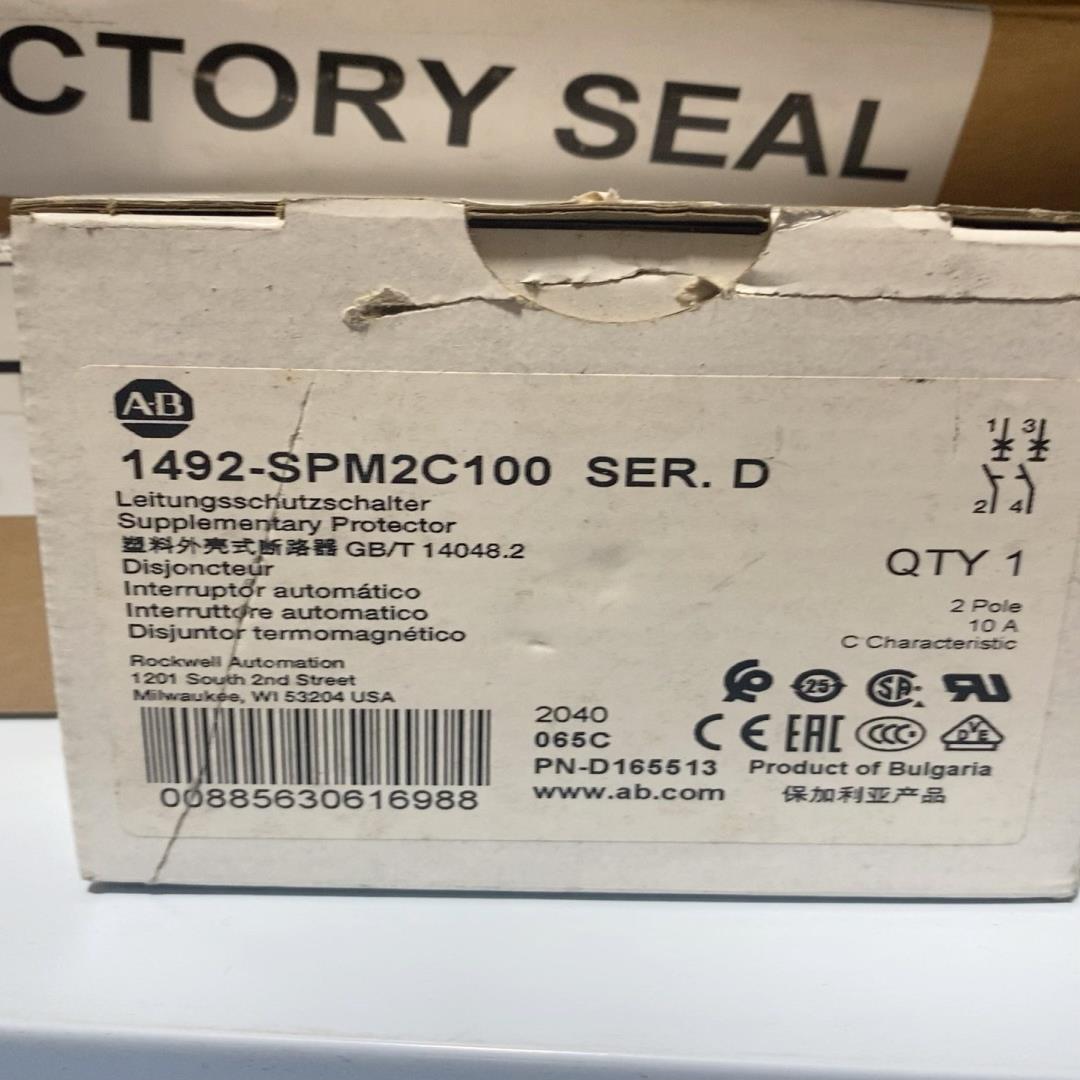 CTORY SEAL
A-B
1492-SPM2C100 SER. D
Leitungsschutzschalter
Supplementary Protector
塑料外壳式断路器 GB/T 14048.2
Disjoncteur
Interruptor automático
Interruttore automatico
Disjuntor termomagnético
Rockwell Automation
1201 South 2nd Street
Milwaukee, WI 53204 USA
00885630616988
1 3
2 4
QTY 1
2 Pole
10 A
C Characteristic
2040
065C
PN-D165513
www.ab.com
25 SA
CE EAC CCC DVE
Product of Bulgaria
保加利亚产品